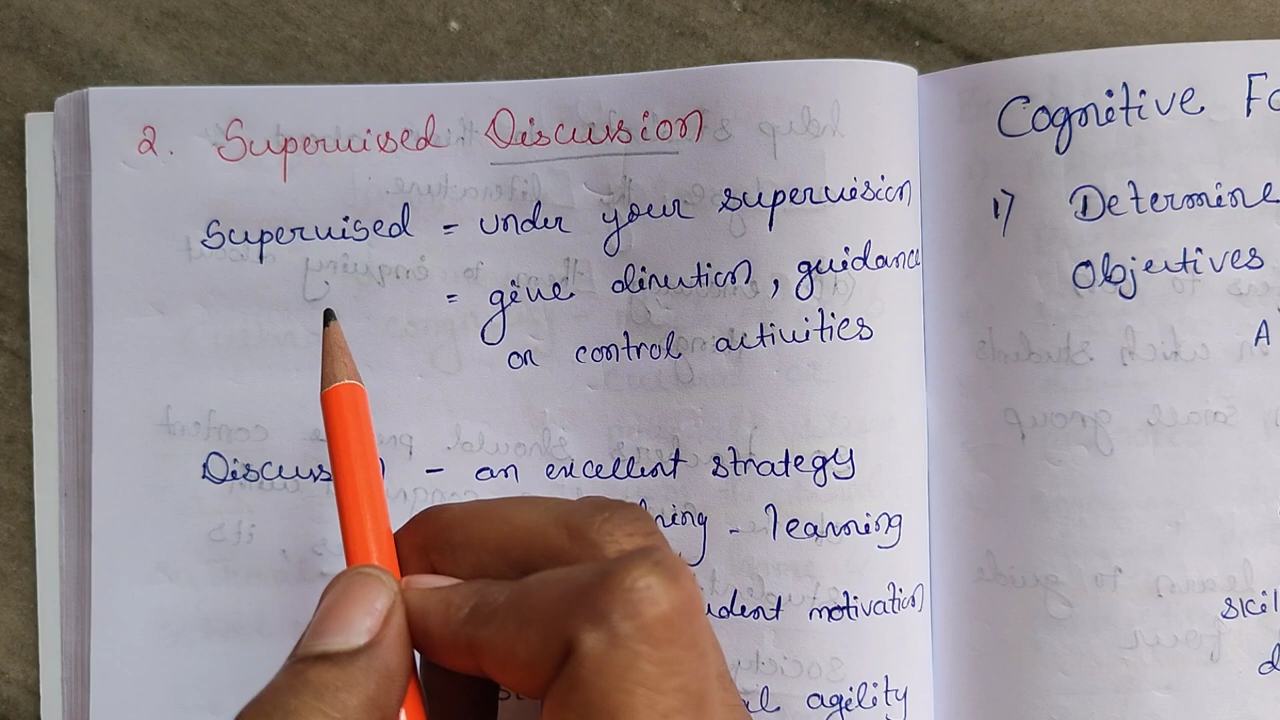 2. Supervised Discussion
Supervised = under your supervision
= give direction, guidance
or control activities
Discuss - an excellent strategy
- learning
motivation
agility
Cognitive
1) Determine
Objectives
A